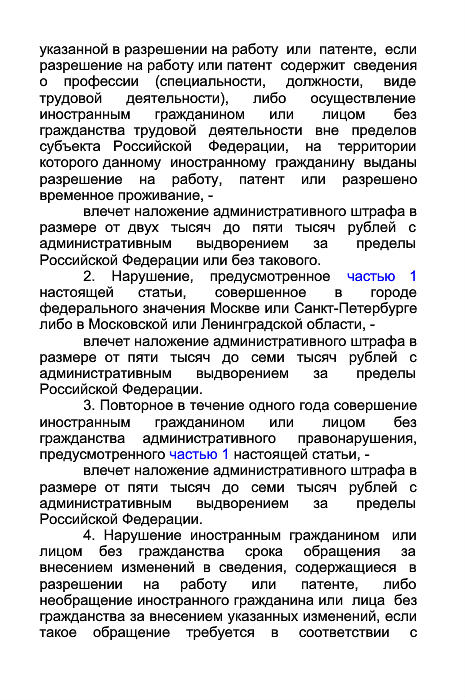 указанной в разрешении на работу или патенте, если
разрешение на работу или патент содержит сведения
о профессии (специальности, должности, виде
трудовой деятельности), либо осуществление
иностранным гражданином или лицом без
гражданства трудовой деятельности вне пределов
субъекта Российской Федерации, на территории
которого данному иностранному гражданину выданы
разрешение на работу, патент или разрешено
временное проживание, -
влечет наложение административного штрафа в
размере от двух тысяч до пяти тысяч рублей с
административным выдворением за пределы
Российской Федерации или без такового.
2. Нарушение, предусмотренное частью 1
настоящей статьи, совершенное в городе
федерального значения Москве или Санкт-Петербурге
либо в Московской или Ленинградской области, -
влечет наложение административного штрафа в
размере от пяти тысяч до семи тысяч рублей с
административным выдворением за пределы
Российской Федерации.
3. Повторное в течение одного года совершение
иностранным гражданином или лицом без
гражданства административного правонарушения,
предусмотренного частью 1 настоящей статьи, -
влечет наложение административного штрафа в
размере от пяти тысяч до семи тысяч рублей с
административным выдворением за пределы
Российской Федерации.
4. Нарушение иностранным гражданином или
лицом без гражданства срока обращения за
внесением изменений в сведения, содержащиеся в
разрешении на работу или патенте, либо
необращение иностранного гражданина или лица без
гражданства за внесением указанных изменений, если
такое обращение требуется в соответствии с